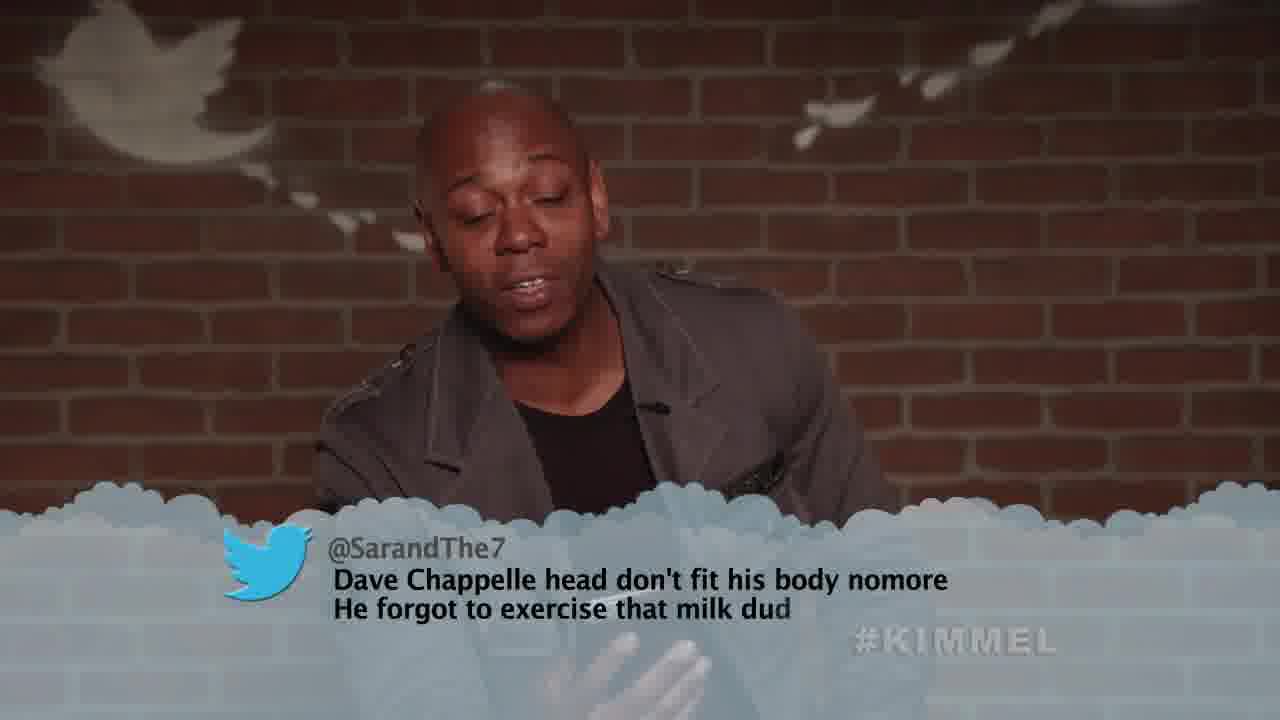 @SarandThe7
Dave Chappelle head don't fit his body nomore
He forgot to exercise that milk dud
#KIMMEL